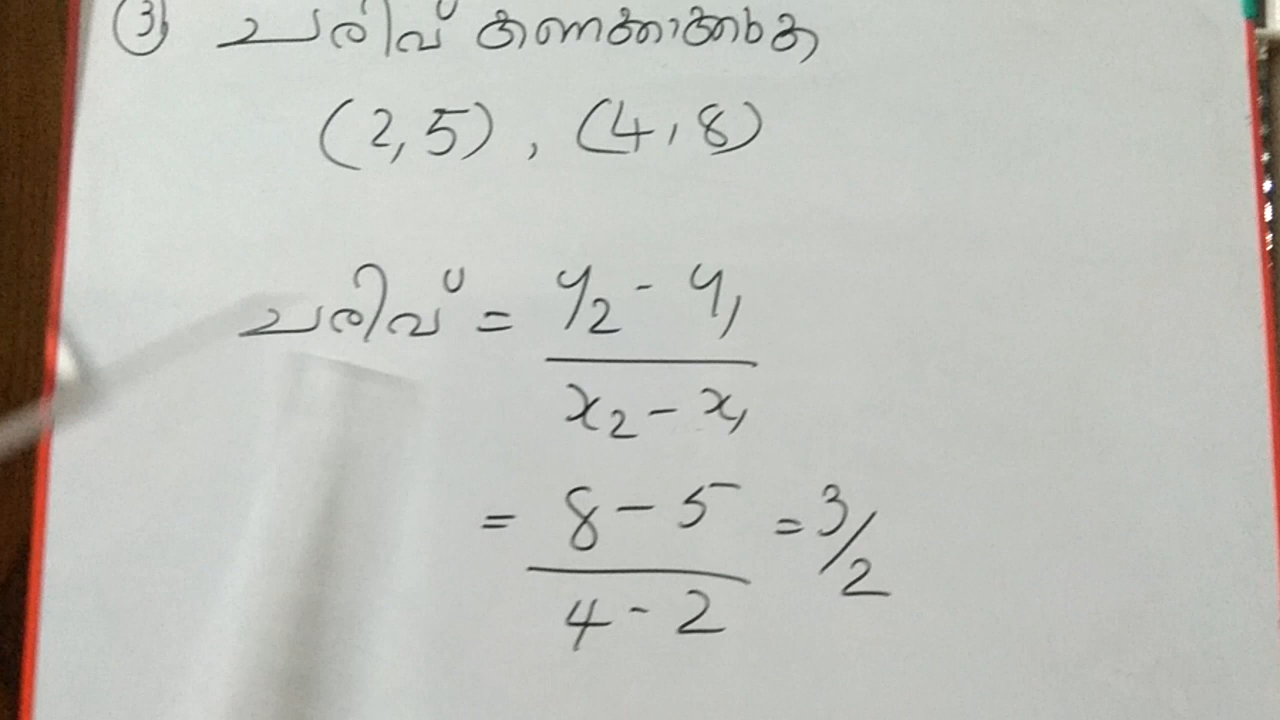 ③ ചരിവ് കണക്കാക്കുക
(2,5), (4,8)
ചരിവ് = y₂ - y₁
x₂ - x₁
= 8 - 5 = 3/2
4 - 2